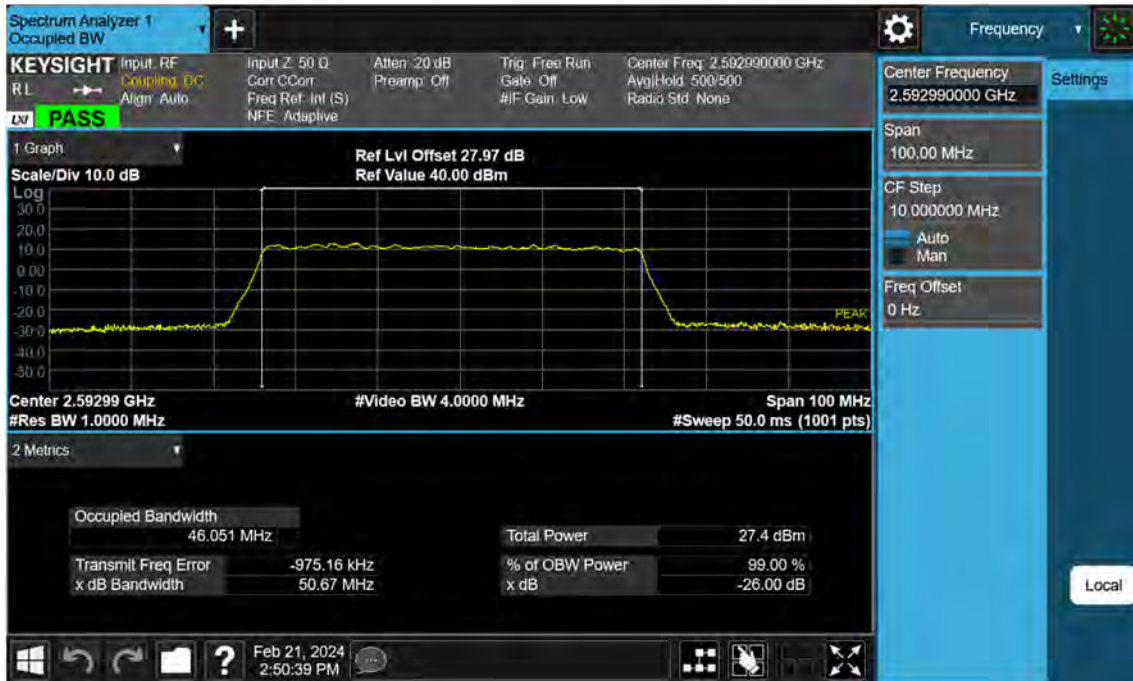 Spectrum Analyzer 1
Occupied BW
+
Frequency
KEYSIGHT
RL
LXI
PASS
Input: RF
Coupling: DC
Align: Auto
Input Z: 50 Ω
Corr CCorr
Freq Ref: Int (S)
NFE: Adaptive
Atten: 20 dB
Preamp: Off
Trig: Free Run
Gate: Off
#IF Gain: Low
Center Freq: 2.592990000 GHz
Avg|Hold: 500/500
Radio Std: None
Center Frequency
2.592990000 GHz
Settings
Span
100.00 MHz
CF Step
10.000000 MHz
Auto
Man
Freq Offset
0 Hz
1 Graph
Scale/Div 10.0 dB
Ref Lvl Offset 27.97 dB
Ref Value 40.00 dBm
Log
30.0
20.0
10.0
0.00
-10.0
-20.0
-30.0
-40.0
-50.0
PEAK
Center 2.59299 GHz
#Video BW 4.0000 MHz
Span 100 MHz
#Res BW 1.0000 MHz
#Sweep 50.0 ms (1001 pts)
2 Metrics
Occupied Bandwidth
46.051 MHz
Total Power 27.4 dBm
Transmit Freq Error -975.16 kHz
% of OBW Power 99.00 %
x dB Bandwidth 50.67 MHz
x dB -26.00 dB
Local
?
Feb 21, 2024
2:50:39 PM